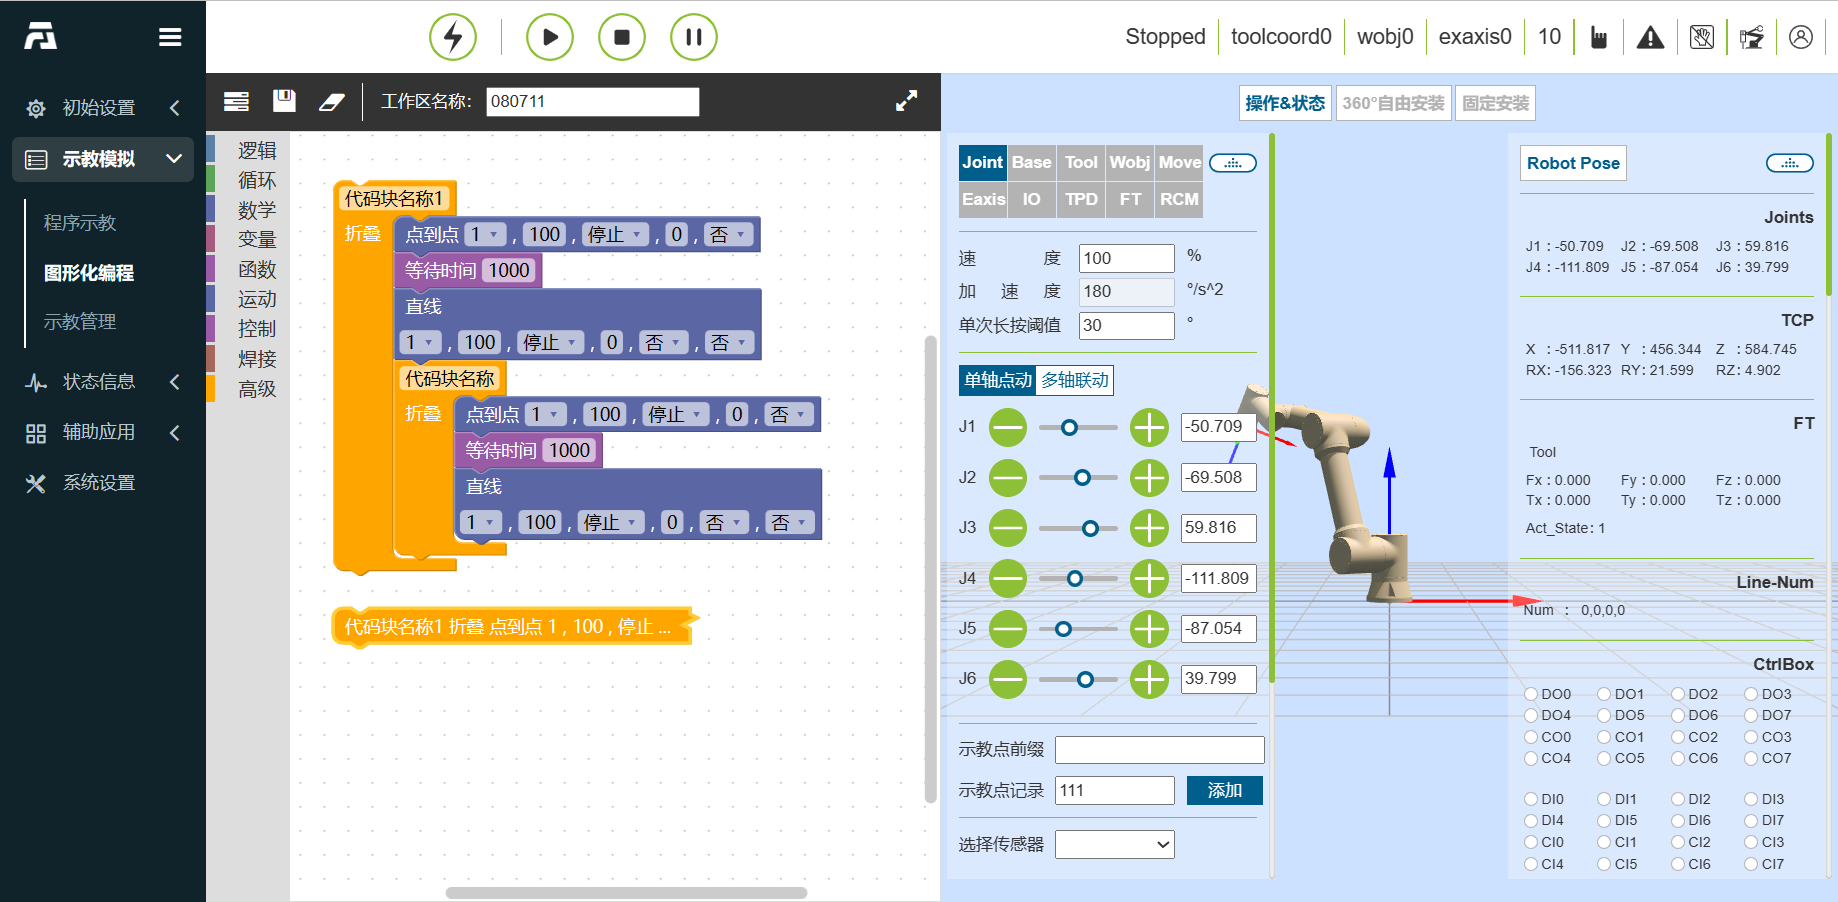 Stopped toolcoord0 wobj0 exaxis0 10
初始设置
示教模拟
程序示教
图形化编程
示教管理
状态信息
辅助应用
系统设置
工作区名称： 080711
逻辑
循环
数学
变量
函数
运动
控制
焊接
高级
代码块名称1
折叠 点到点 1 , 100 , 停止 , 0 , 否
等待时间 1000
直线
1 , 100 , 停止 , 0 , 否 , 否
代码块名称
折叠 点到点 1 , 100 , 停止 , 0 , 否
等待时间 1000
直线
1 , 100 , 停止 , 0 , 否 , 否
代码块名称1 折叠 点到点 1 , 100 , 停止 ...
操作&状态 360°自由安装 固定安装
Joint Base Tool Wobj Move
Eaxis IO TPD FT RCM
速度 100 %
加速度 180 °/s^2
单次长按阈值 30 °
单轴点动 多轴联动
J1 -50.709
J2 -69.508
J3 59.816
J4 -111.809
J5 -87.054
J6 39.799
示教点前缀
示教点记录 111 添加
选择传感器
Robot Pose
Joints
J1 : -50.709 J2 : -69.508 J3 : 59.816
J4 : -111.809 J5 : -87.054 J6 : 39.799
TCP
X : -511.817 Y : 456.344 Z : 584.745
RX: -156.323 RY: 21.599 RZ: 4.902
FT
Tool
Fx : 0.000 Fy : 0.000 Fz : 0.000
Tx : 0.000 Ty : 0.000 Tz : 0.000
Act_State: 1
Line-Num
Num : 0,0,0,0
CtrlBox
DO0 DO1 DO2 DO3
DO4 DO5 DO6 DO7
CO0 CO1 CO2 CO3
CO4 CO5 CO6 CO7
DI0 DI1 DI2 DI3
DI4 DI5 DI6 DI7
CI0 CI1 CI2 CI3
CI4 CI5 CI6 CI7